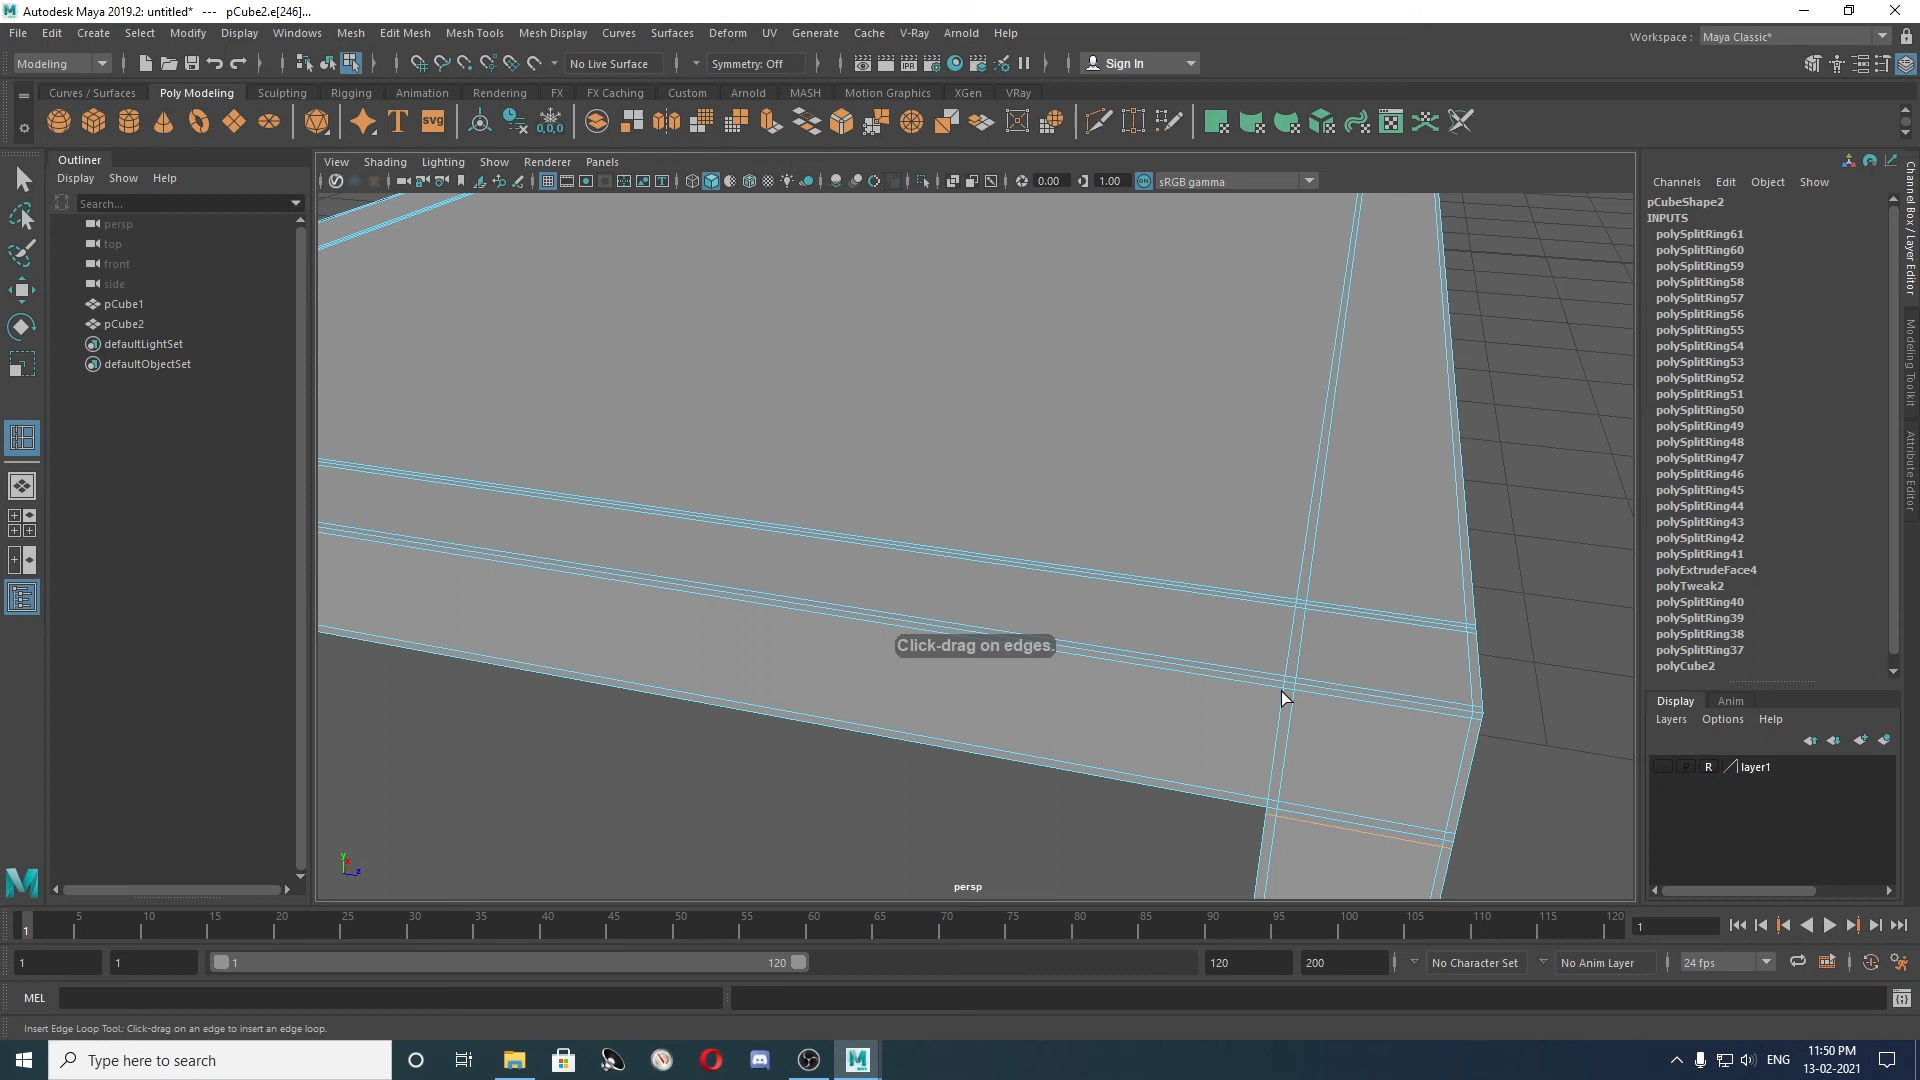 Autodesk Maya 2019.2: untitled* --- pCube2.e[246]...
File Edit Create Select Modify Display Windows Mesh Edit Mesh Mesh Tools Mesh Display Curves Surfaces Deform UV Generate Cache V-Ray Arnold Help
Workspace : Maya Classic*
Modeling No Live Surface Symmetry: Off Sign In
Curves / Surfaces Poly Modeling Sculpting Rigging Animation Rendering FX FX Caching Custom Arnold MASH Motion Graphics XGen VRay
Outliner
Display Show Help
Search...
persp
top
front
side
pCube1
pCube2
defaultLightSet
defaultObjectSet
View Shading Lighting Show Renderer Panels
0.00 1.00 sRGB gamma
Click-drag on edges.
persp
Channels Edit Object Show
pCubeShape2
INPUTS
polySplitRing61
polySplitRing60
polySplitRing59
polySplitRing58
polySplitRing57
polySplitRing56
polySplitRing55
polySplitRing54
polySplitRing53
polySplitRing52
polySplitRing51
polySplitRing50
polySplitRing49
polySplitRing48
polySplitRing47
polySplitRing46
polySplitRing45
polySplitRing44
polySplitRing43
polySplitRing42
polySplitRing41
polyExtrudeFace4
polyTweak2
polySplitRing40
polySplitRing39
polySplitRing38
polySplitRing37
polyCube2
Channel Box / Layer Editor
Modeling Toolkit
Attribute Editor
Display Anim
Layers Options Help
R layer1
5 10 15 20 25 30 35 40 45 50 55 60 65 70 75 80 85 90 95 100 105 110 115 120
1
1
1 1 1 120 120 200 No Character Set No Anim Layer 24 fps
MEL
Insert Edge Loop Tool: Click-drag on an edge to insert an edge loop.
Type here to search
ENG
11:50 PM
13-02-2021